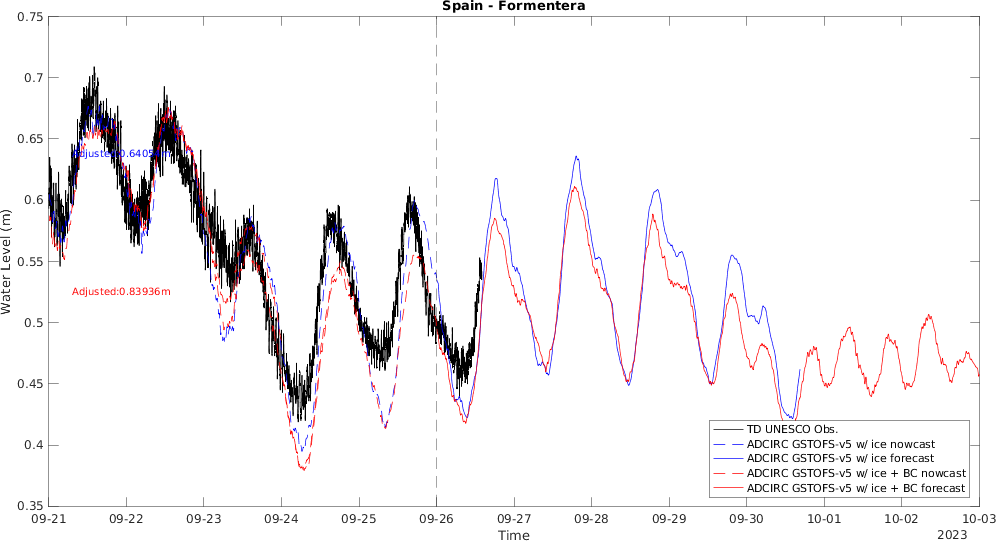 Spain - Formentera
0.75
0.7
0.65
0.6
0.55
0.5
0.45
0.4
0.35
Water Level (m)
Adjusted:0.83936m
TD UNESCO Obs.
ADCIRC GSTOFS-v5 w/ ice nowcast
ADCIRC GSTOFS-v5 w/ ice forecast
ADCIRC GSTOFS-v5 w/ ice + BC nowcast
ADCIRC GSTOFS-v5 w/ ice + BC forecast
09-21 09-22 09-23 09-24 09-25 09-26 09-27 09-28 09-29 09-30 10-01 10-02 10-03
Time
2023